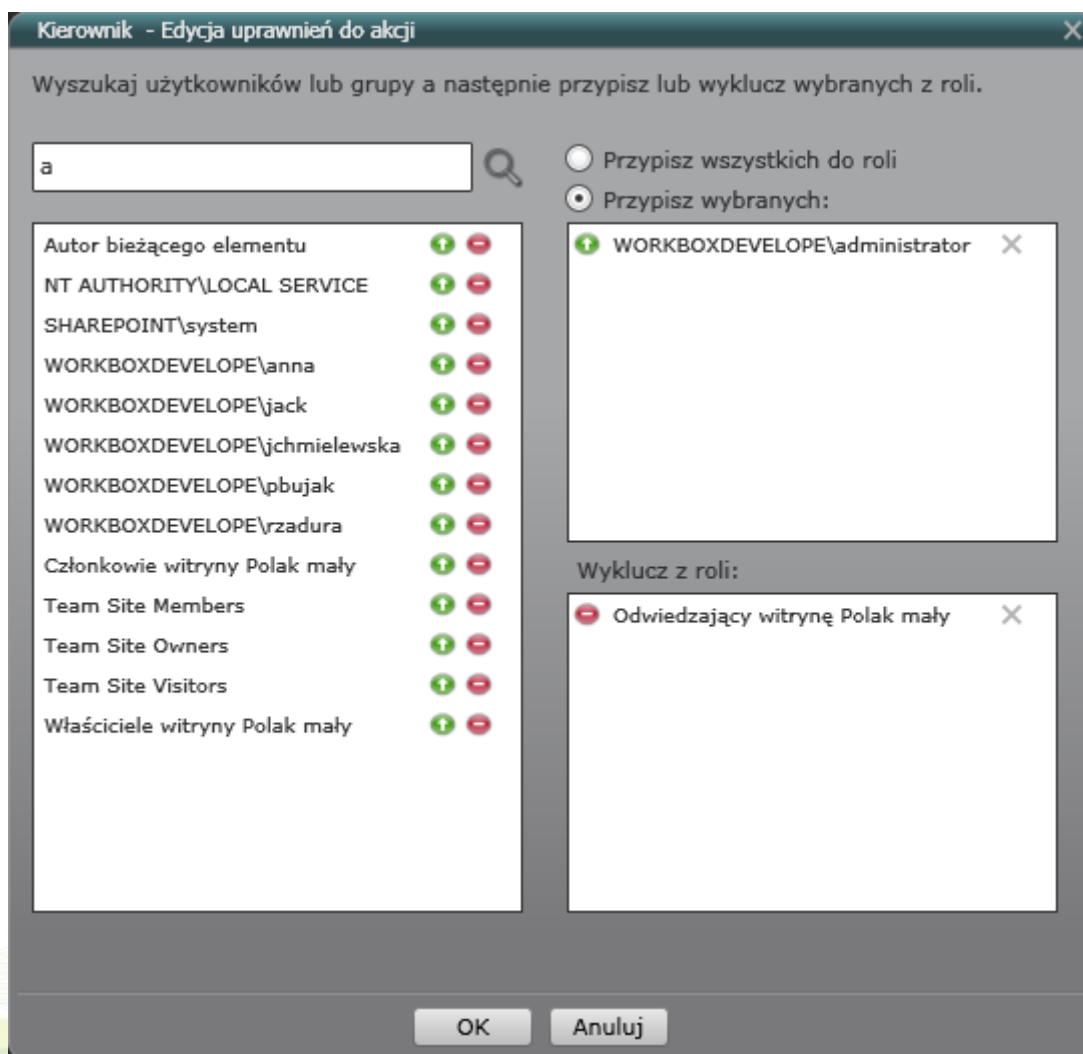 Kierownik - Edycja uprawnień do akcji
Wyszukaj użytkowników lub grupy a następnie przypisz lub wyklucz wybranych z roli.
a
Autor bieżącego elementu
NT AUTHORITY\LOCAL SERVICE
SHAREPOINT\system
WORKBOXDEVELOPE\anna
WORKBOXDEVELOPE\jack
WORKBOXDEVELOPE\jchmielewska
WORKBOXDEVELOPE\pbujak
WORKBOXDEVELOPE\rzadura
Członkowie witryny Polak mały
Team Site Members
Team Site Owners
Team Site Visitors
Właściciele witryny Polak mały
Przypisz wszystkich do roli
Przypisz wybranych:
WORKBOXDEVELOPE\administrator
Wyklucz z roli:
Odwiedzający witrynę Polak mały
OK
Anuluj